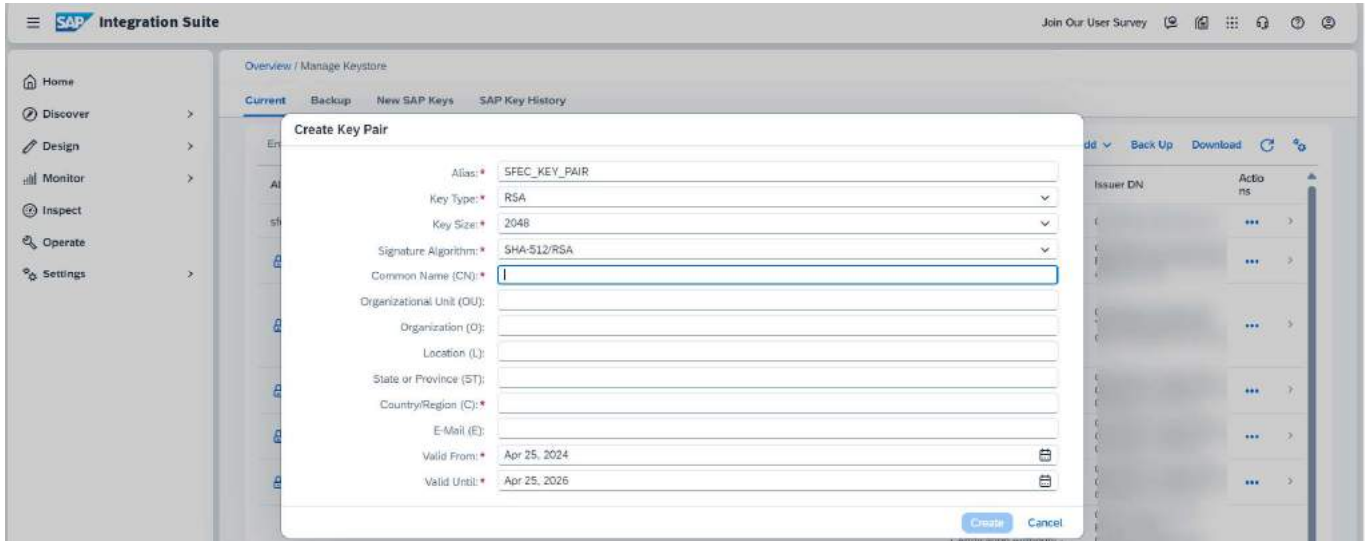 SAP Integration Suite
Join Our User Survey
Home
Discover
Design
Monitor
Inspect
Operate
Settings
Overview / Manage Keystore
Current Backup New SAP Keys SAP Key History
Back Up Download
Issuer DN
Actio
ns
Create Key Pair
Alias:* SFEC_KEY_PAIR
Key Type:* RSA
Key Size:* 2048
Signature Algorithm:* SHA-512/RSA
Common Name (CN):*
Organizational Unit (OU):
Organization (O):
Location (L):
State or Province (ST):
Country/Region (C):*
E-Mail (E):
Valid From:* Apr 25, 2024
Valid Until:* Apr 25, 2026
Create Cancel